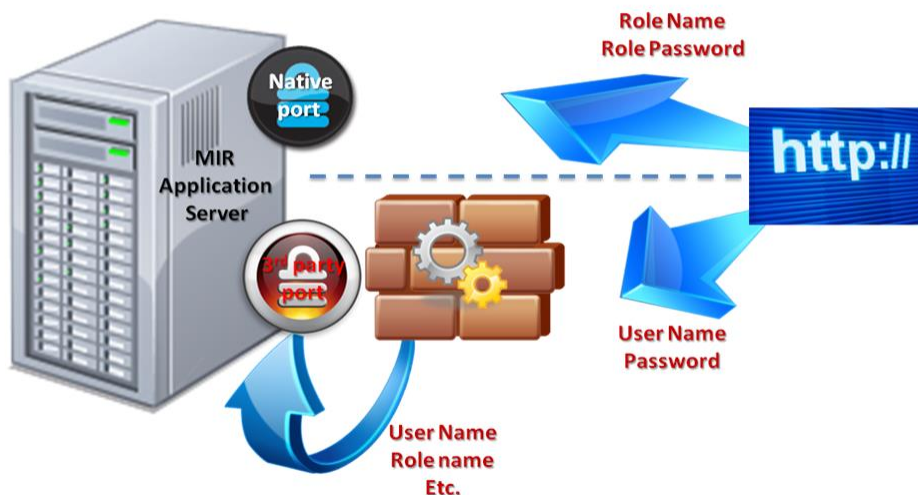 Role Name
Role Password
Native
port
http://
MIR
Application
Server
3rd party
port
User Name
Password
User Name
Role name
Etc.